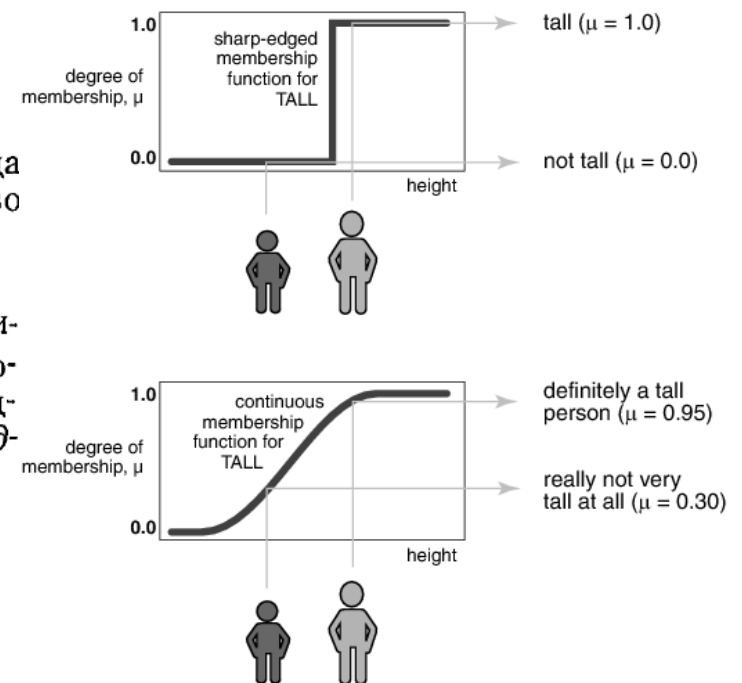 1.0
sharp-edged
membership
function for
TALL
degree of
membership, μ
0.0
height
tall (μ = 1.0)
not tall (μ = 0.0)
1.0
continuous
membership
function for
TALL
degree of
membership, μ
0.0
height
definitely a tall
person (μ = 0.95)
really not very
tall at all (μ = 0.30)